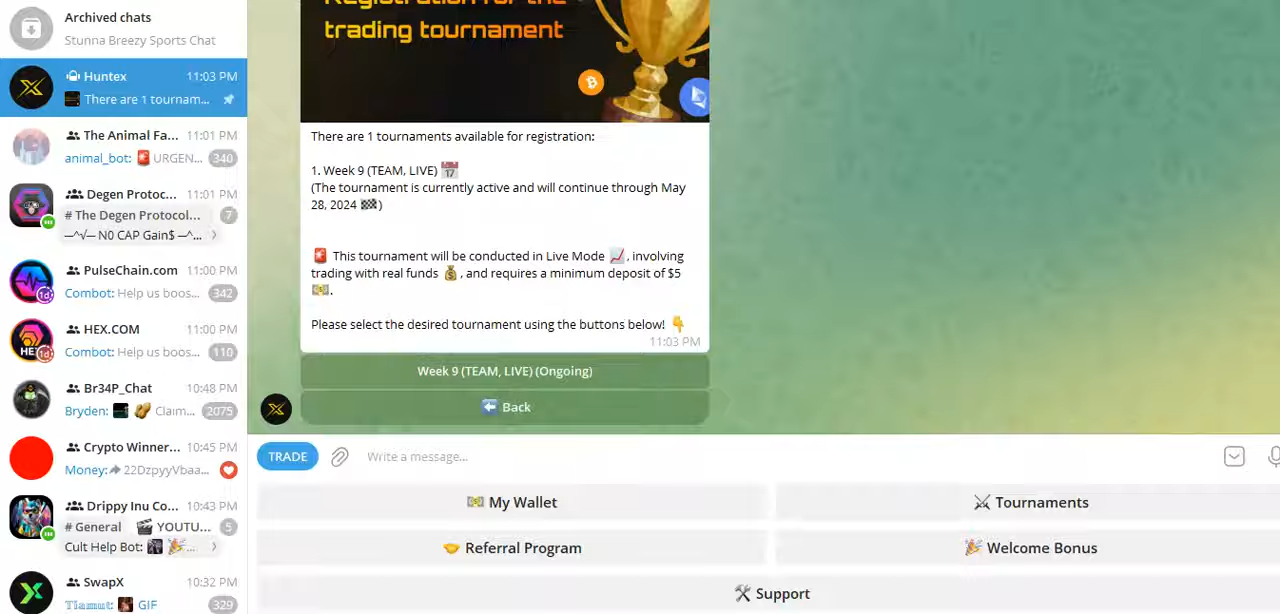 Archived chats
Stunna Breezy Sports Chat
Huntex 11:03 PM
There are 1 tournam...
The Animal Fa... 11:01 PM
animal_bot: 🚨 URGEN... 340
Degen Protoc... 11:01 PM
# The Degen Protocol... 7
—^√— N0 CAP Gain$ —^...
PulseChain.com 11:00 PM
Combot: Help us boos... 342
HEX.COM 11:00 PM
Combot: Help us boos... 110
Br34P_Chat 10:48 PM
Bryden: 🥜 Claim... 2075
Crypto Winner... 10:45 PM
Money: 22DzpyyVbaa...
Drippy Inu Co... 10:43 PM
# General 🎬 YOUTU... 5
Cult Help Bot: 🎉...
SwapX 10:32 PM
Tiamut: GIF 329
Registration for the
trading tournament
There are 1 tournaments available for registration:
1. Week 9 (TEAM, LIVE) 📅
(The tournament is currently active and will continue through May
28, 2024 🏁)
🚨 This tournament will be conducted in Live Mode 📈, involving
trading with real funds 💰, and requires a minimum deposit of $5
💵.
Please select the desired tournament using the buttons below! 👇
11:03 PM
Week 9 (TEAM, LIVE) (Ongoing)
⬅️ Back
TRADE
Write a message...
💵 My Wallet
⚔️ Tournaments
🤝 Referral Program
🎉 Welcome Bonus
🛠️ Support